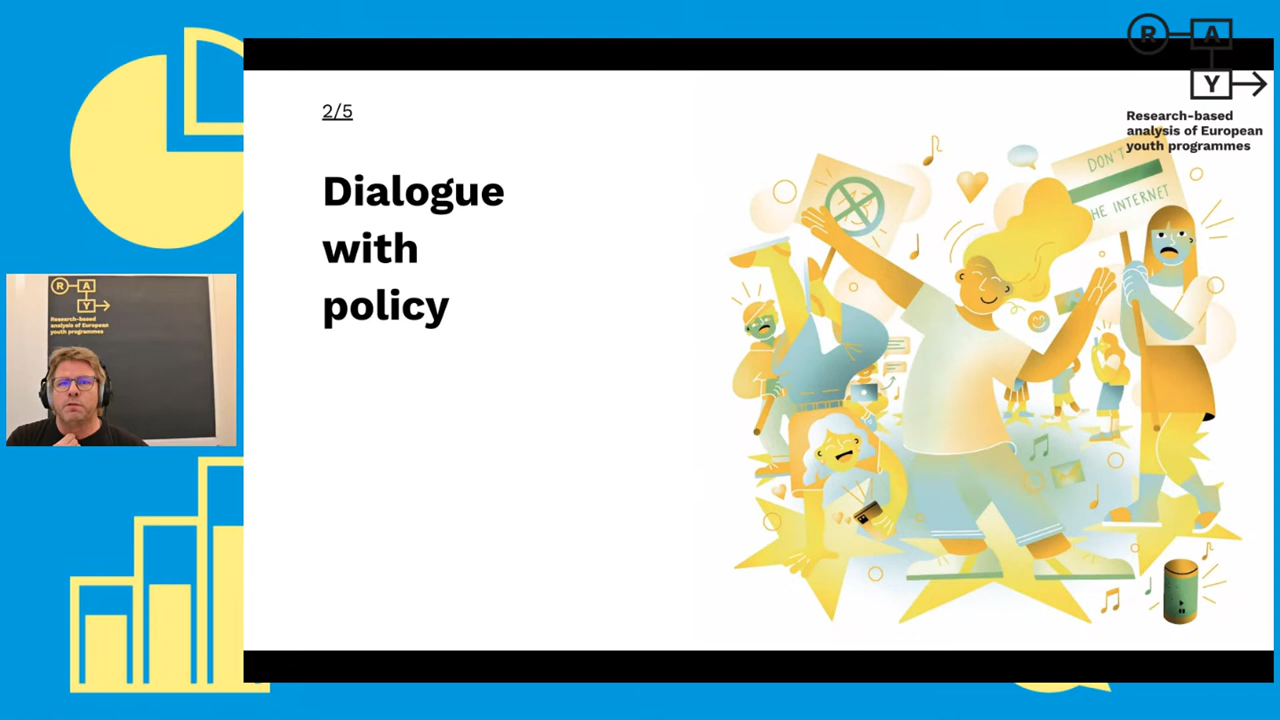 R A
Y
Research-based
analysis of European
youth programmes
2/5
Dialogue
with
policy
DON'T
HE INTERNET
R A
Y
Research-based
analysis of European
youth programmes